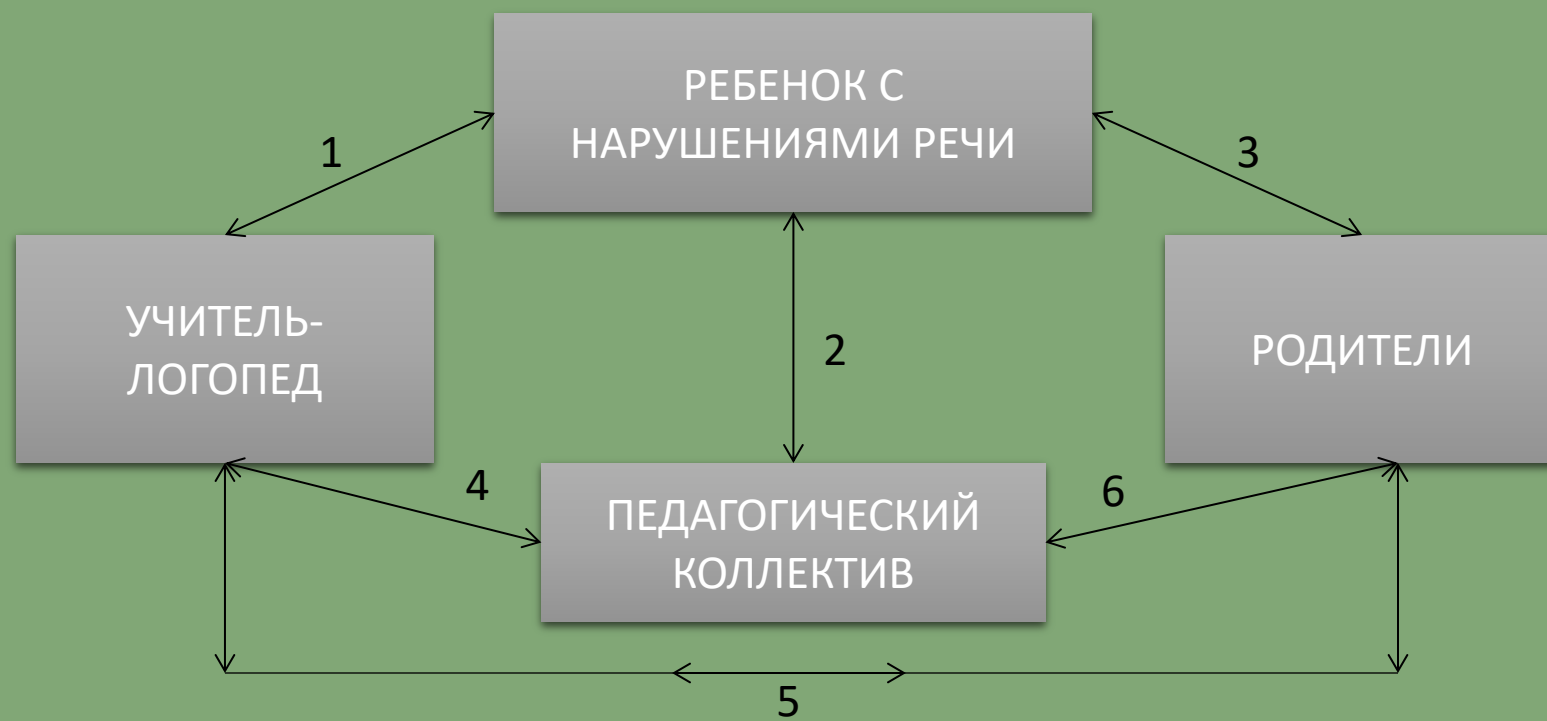 РЕБЕНОК С
НАРУШЕНИЯМИ РЕЧИ
1
3
УЧИТЕЛЬ-
ЛОГОПЕД
2
РОДИТЕЛИ
4
6
ПЕДАГОГИЧЕСКИЙ
КОЛЛЕКТИВ
5